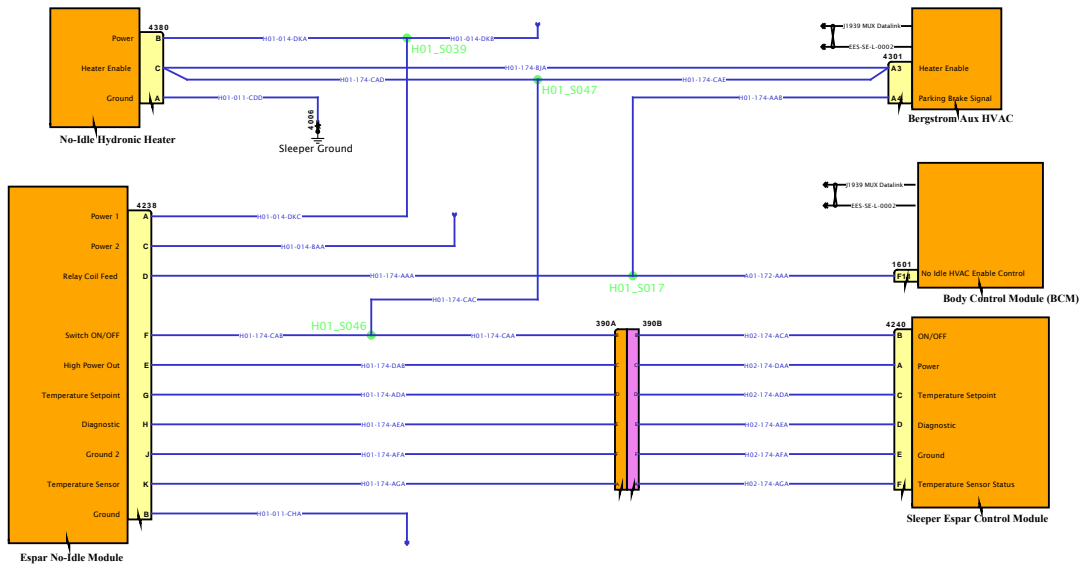 4380
Power B H01-014-DKA H01-014-DKB J1939 MUX Datalink
H01_S039 EES-SE-L-0002
4301
Heater Enable C H01-174-BJA A3 Heater Enable
H01-174-CAD H01-174-CAE
H01_S047
Ground A H01-011-CDD H01-174-AAB A4 Parking Brake Signal
4006
Bergstrom Aux HVAC
No-Idle Hydronic Heater
Sleeper Ground
J1939 MUX Datalink
EES-SE-L-0002
4238
Power 1 A H01-014-DKC
Power 2 C H01-014-BAA
1601
Relay Coil Feed D H01-174-AAA A01-172-AAA F14 No Idle HVAC Enable Control
H01_S017
Body Control Module (BCM)
H01-174-CAC
H01_S046 390A 390B 4240
Switch ON/OFF F H01-174-CAB H01-174-CAA B B H02-174-ACA B ON/OFF
High Power Out E H01-174-DAB C C H02-174-DAA A Power
Temperature Setpoint G H01-174-ADA D D H02-174-ADA C Temperature Setpoint
Diagnostic H H01-174-AEA E E H02-174-AEA D Diagnostic
Ground 2 J H01-174-AFA F F H02-174-AFA E Ground
Temperature Sensor K H01-174-AGA A A H02-174-AGA F Temperature Sensor Status
Ground B H01-011-CHA
Sleeper Espar Control Module
Espar No-Idle Module